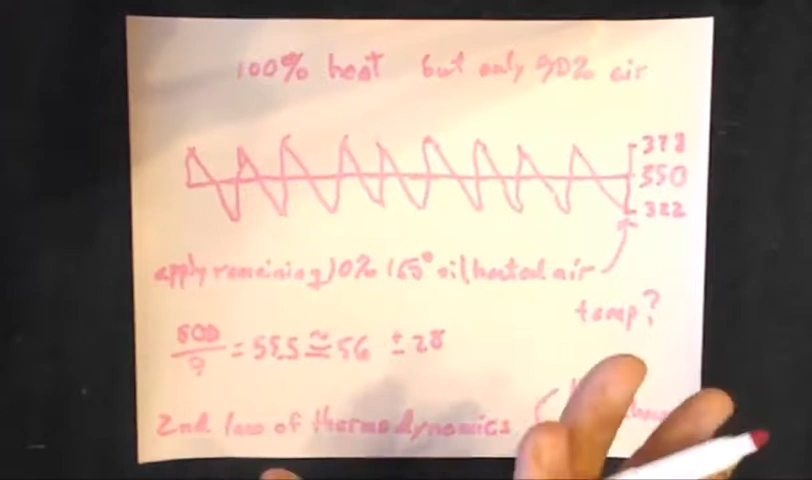 100% heat but only 90% air
378
350
322
apply remaining 10% 165° oil heated air
temp?
500/9 = 55.5 ≅ 56 ± 28
2nd law of thermodynamics